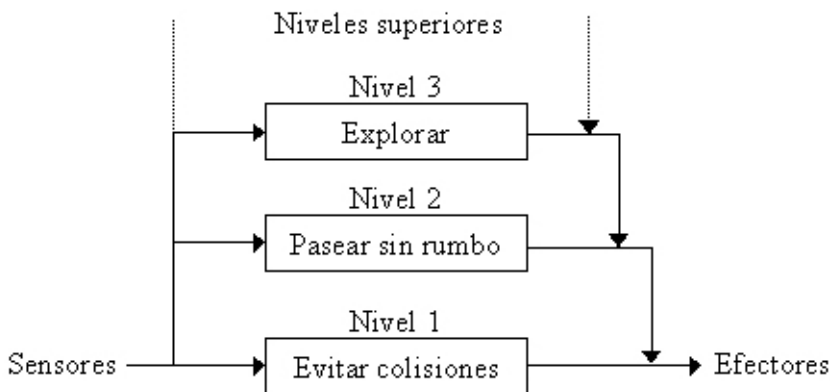 Niveles superiores
Nivel 3
Explorar
Nivel 2
Pasear sin rumbo
Nivel 1
Sensores
Evitar colisiones
Efectores